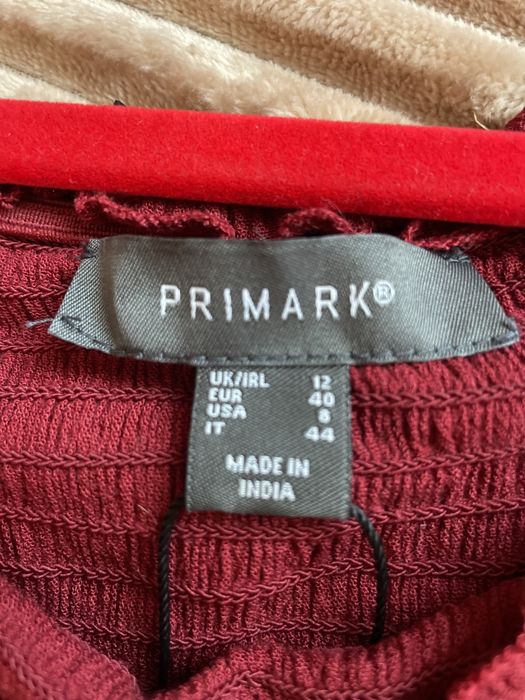 PRIMARK®
UK/IRL 12
EUR 40
USA 8
IT 44
MADE IN
INDIA